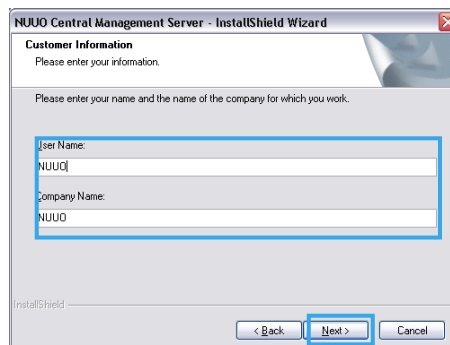 NUUO Central Management Server - InstallShield Wizard
Customer Information
Please enter your information.
Please enter your name and the name of the company for which you work.
User Name:
NUUO
Company Name:
NUUO
InstallShield
< Back
Next >
Cancel